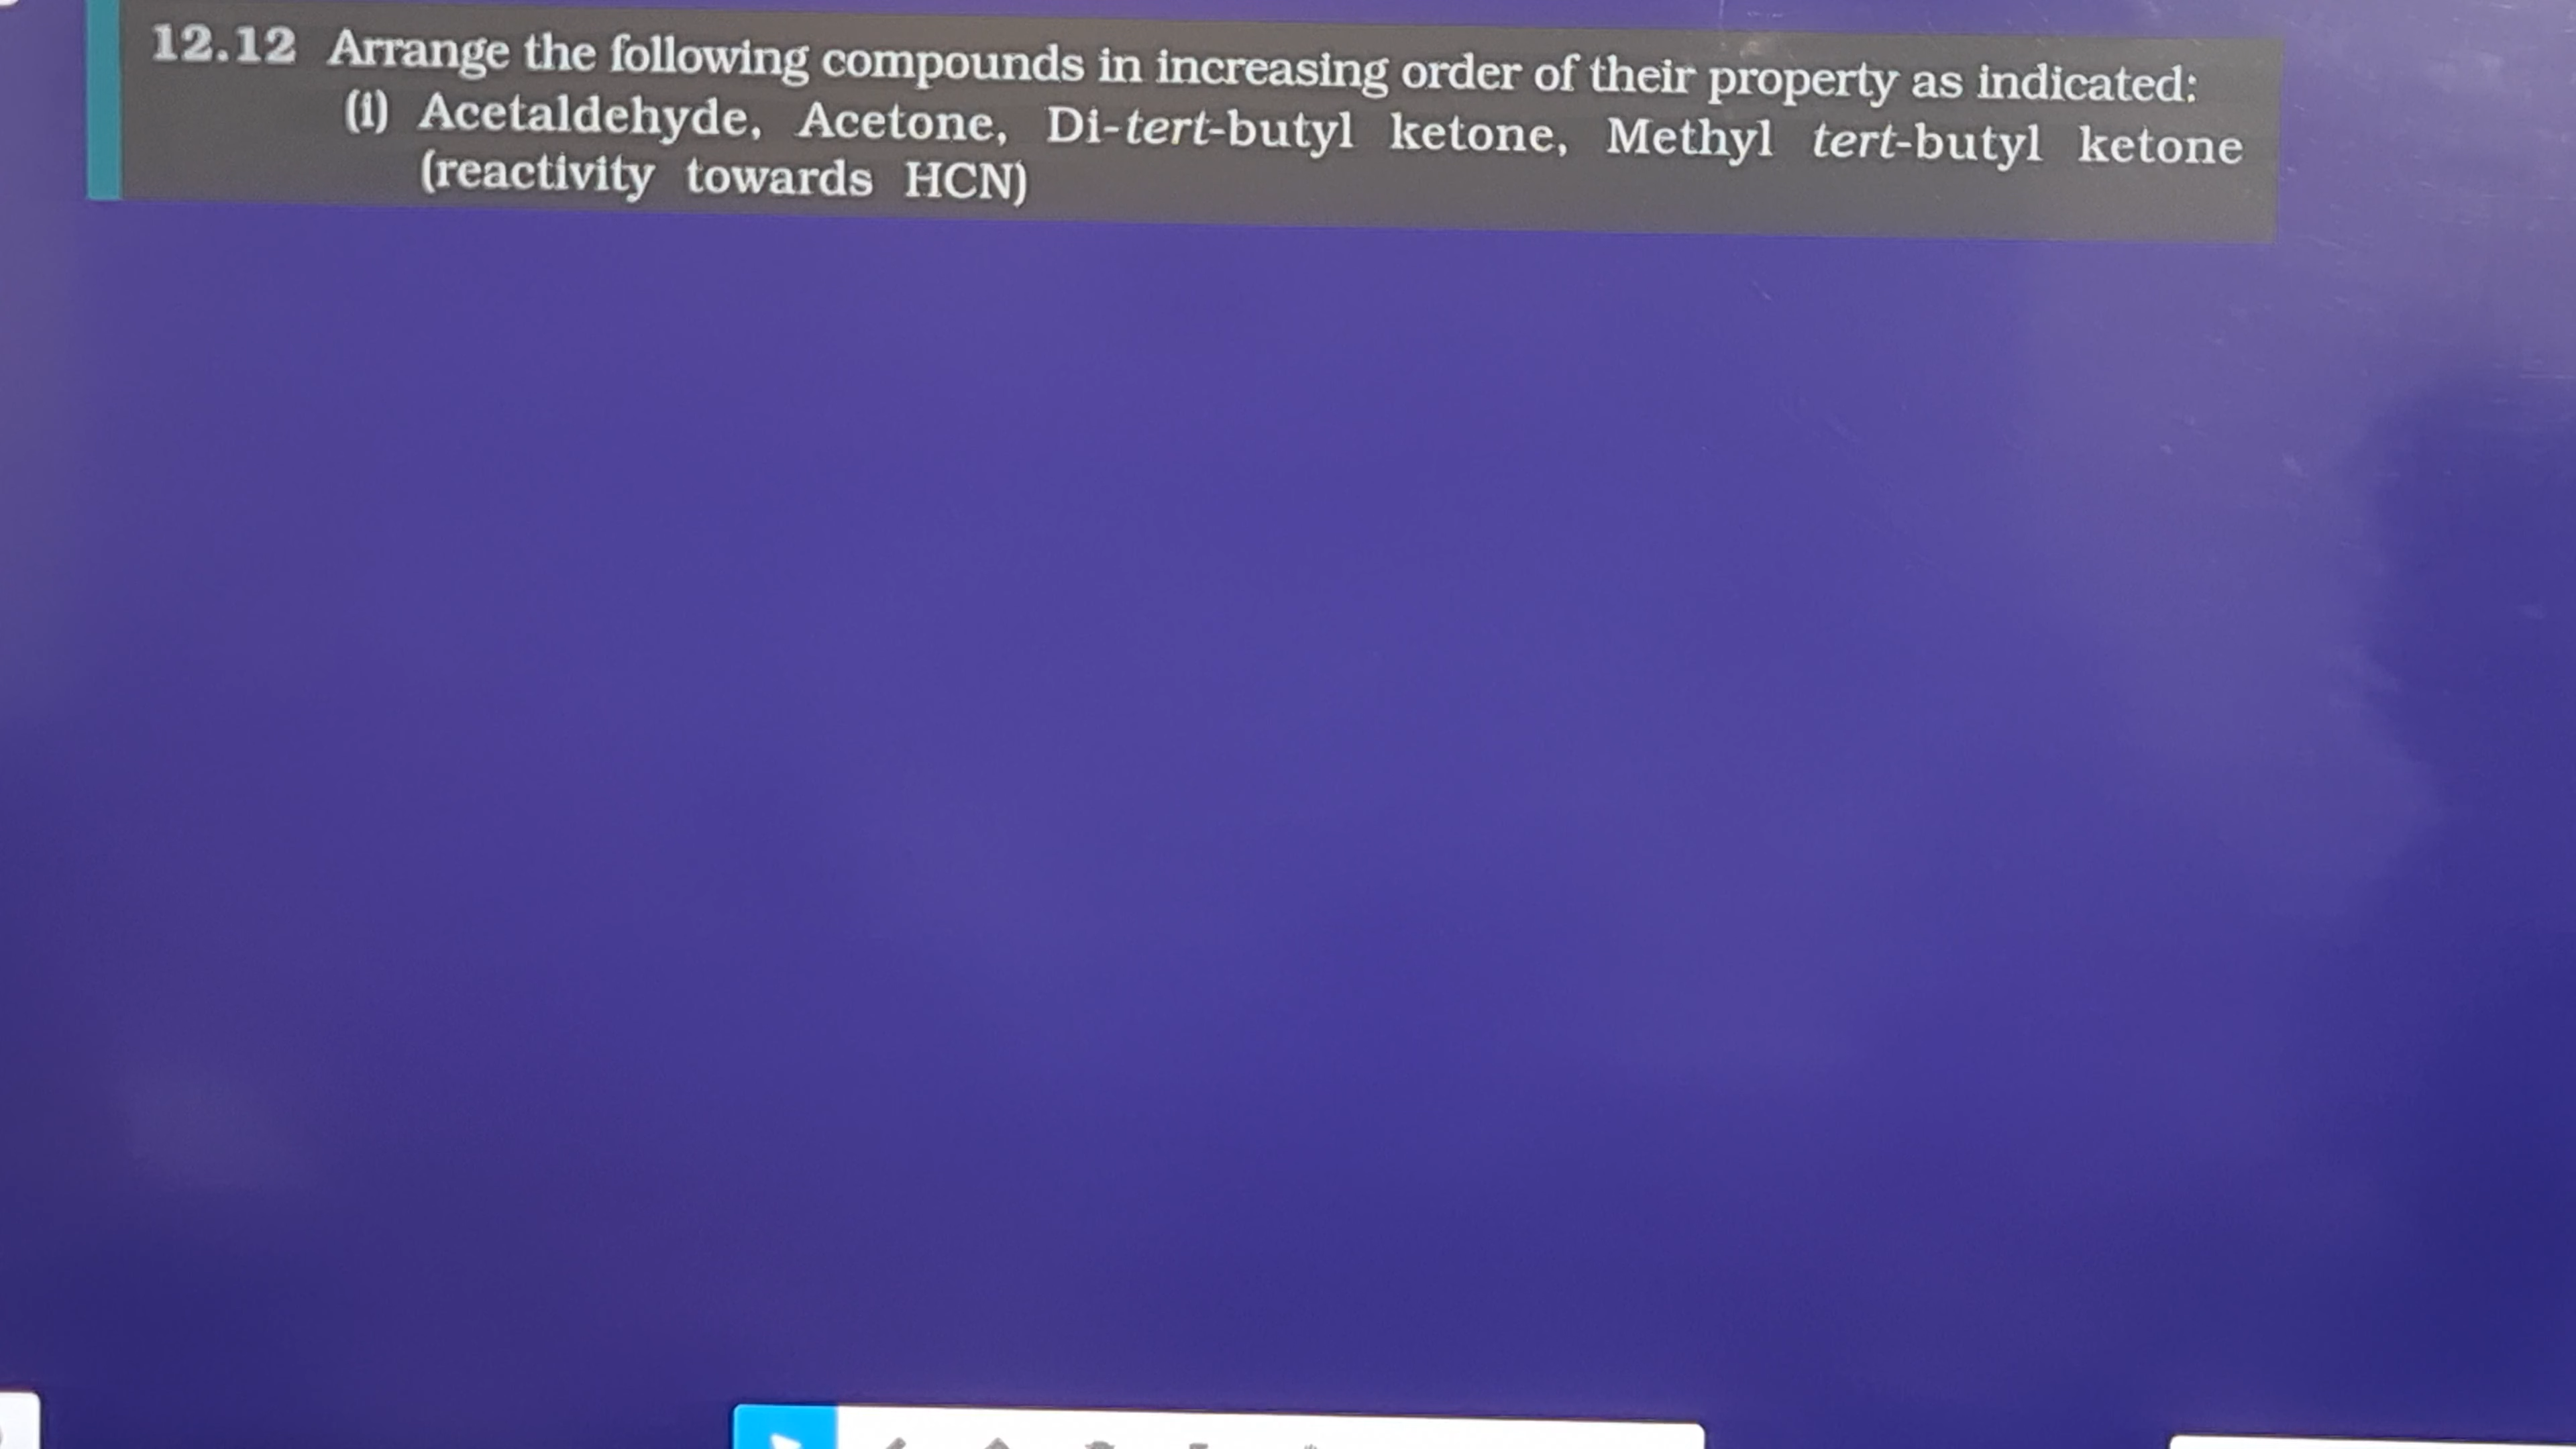 12.12 Arrange the following compounds in increasing order of their property as indicated:
(i) Acetaldehyde, Acetone, Di-tert-butyl ketone, Methyl tert-butyl ketone
(reactivity towards HCN)